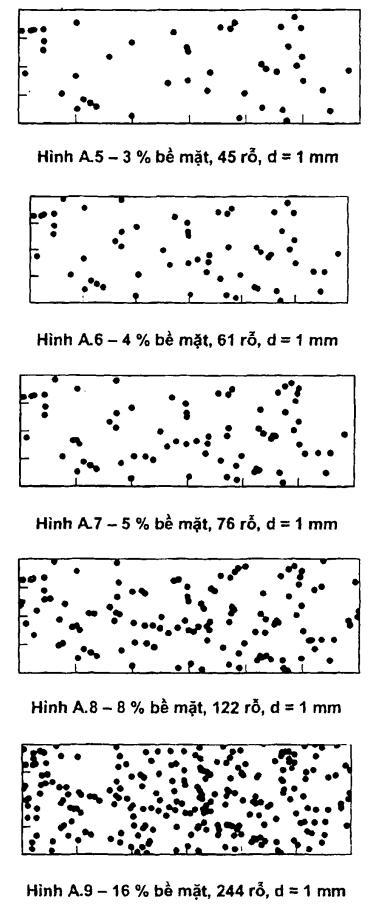 Hình A.5 – 3 % bề mặt, 45 rỗ, d = 1 mm
Hình A.6 – 4 % bề mặt, 61 rỗ, d = 1 mm
Hình A.7 – 5 % bề mặt, 76 rỗ, d = 1 mm
Hình A.8 – 8 % bề mặt, 122 rỗ, d = 1 mm
Hình A.9 – 16 % bề mặt, 244 rỗ, d = 1 mm